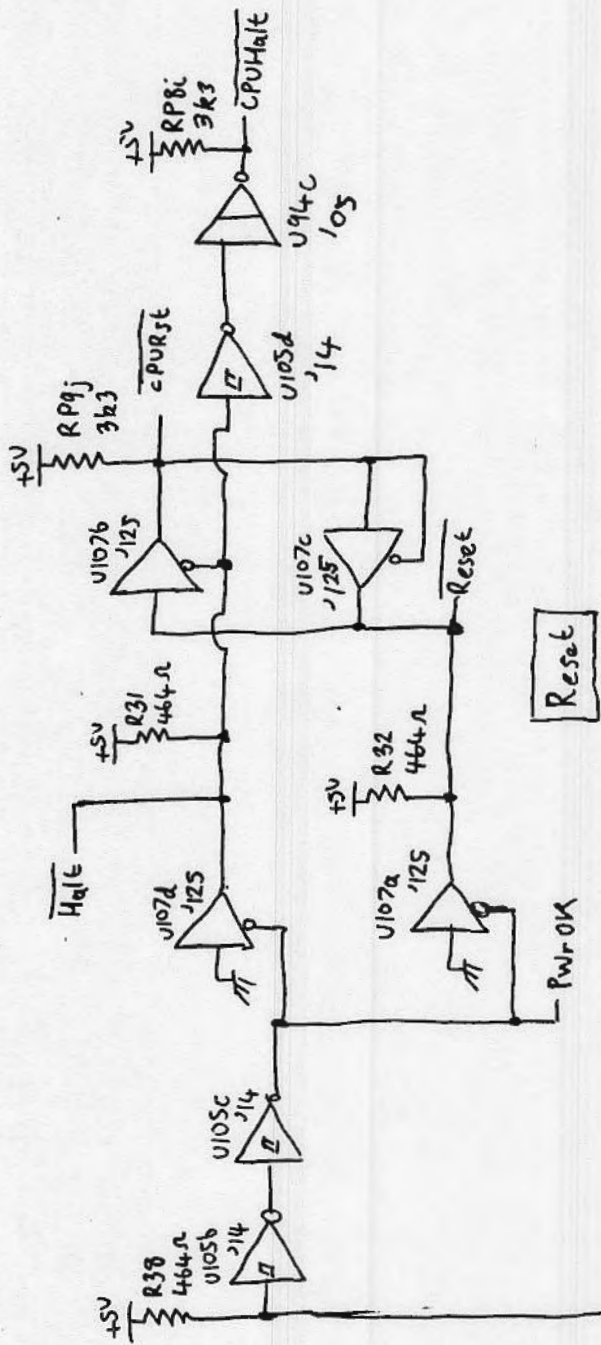 +5V
R38
464Ω
U105b
'14
U105c
'14
PwrOK
Halt
U107d
'125
+5V
R31
464Ω
U107a
'125
+5V
R32
464Ω
Reset
U107b
'125
+5V
RP9j
3k3
CPURst
U107c
'125
Reset
U105d
'14
U94c
+5V
RP8i
3k3
CPUHalt